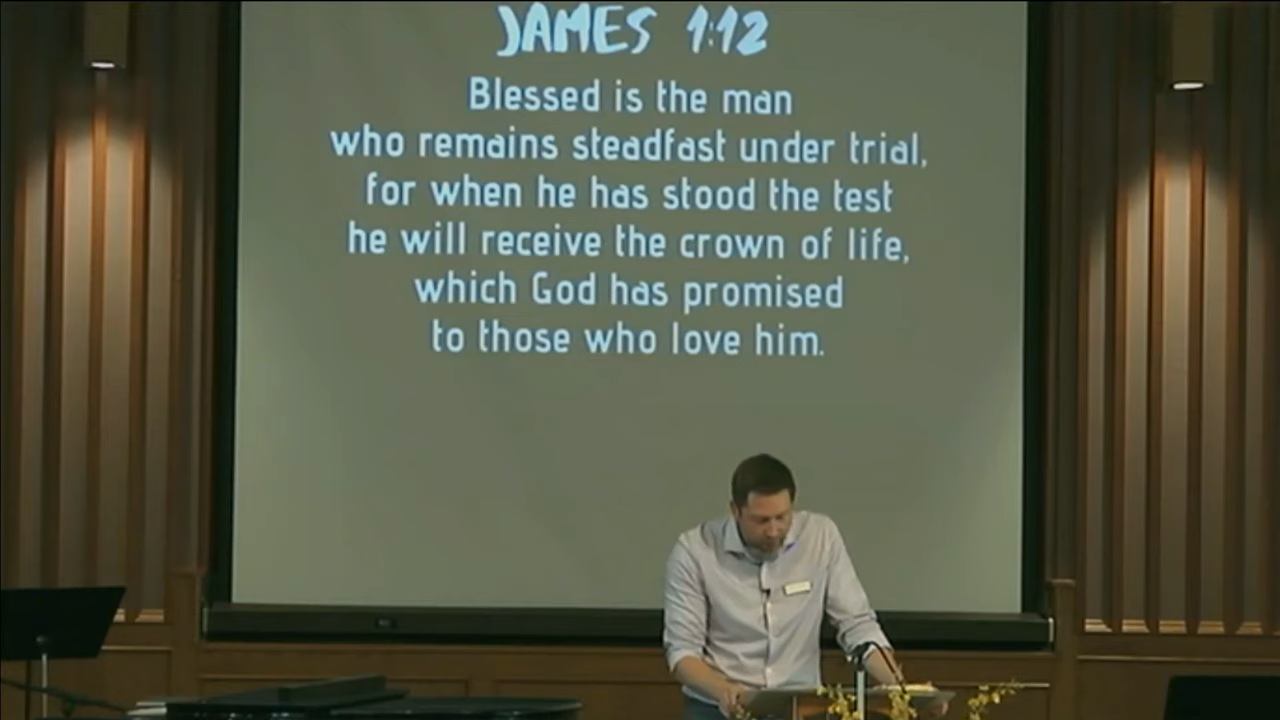 JAMES 1:12
Blessed is the man
who remains steadfast under trial,
for when he has stood the test
he will receive the crown of life,
which God has promised
to those who love him.